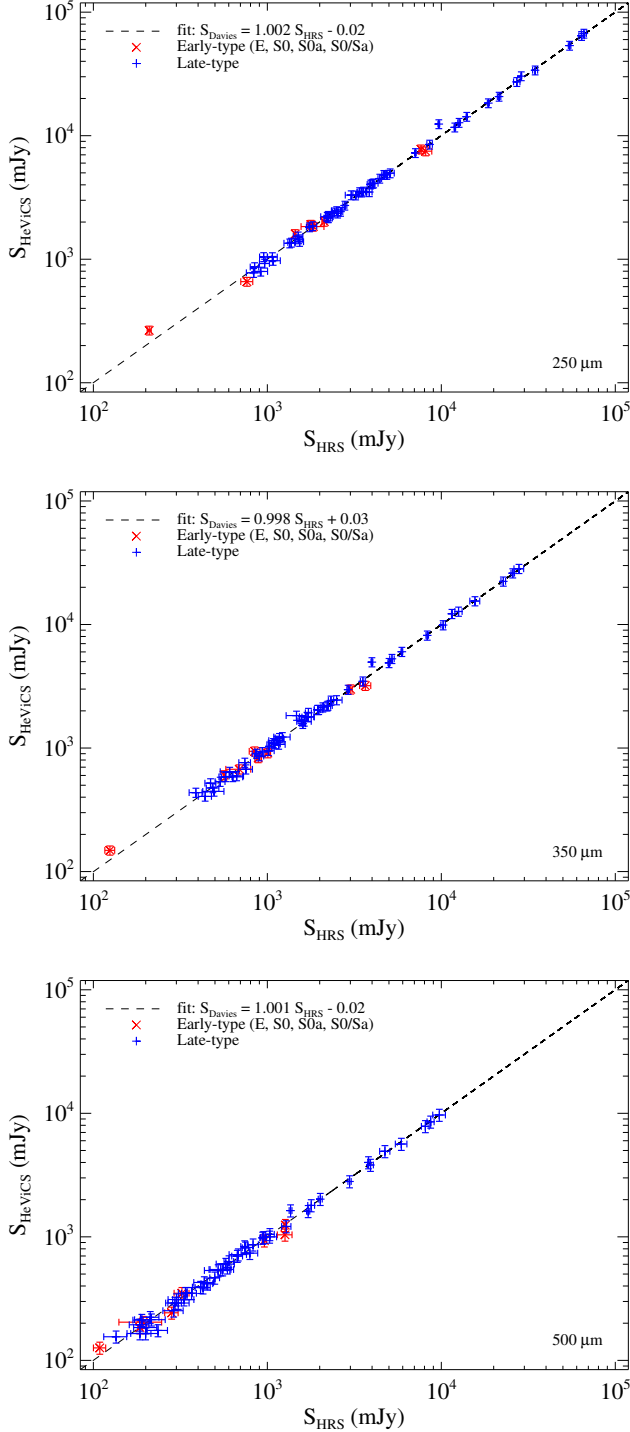 10⁵
10⁴
10³
10²
S_HeViCS (mJy)
fit: S_Davies = 1.002 S_HRS - 0.02
Early-type (E, S0, S0a, S0/Sa)
Late-type
250 μm
10² 10³ 10⁴ 10⁵
S_HRS (mJy)
10⁵
10⁴
10³
10²
S_HeViCS (mJy)
fit: S_Davies = 0.998 S_HRS + 0.03
Early-type (E, S0, S0a, S0/Sa)
Late-type
350 μm
10² 10³ 10⁴ 10⁵
S_HRS (mJy)
10⁵
10⁴
10³
10²
S_HeViCS (mJy)
fit: S_Davies = 1.001 S_HRS - 0.02
Early-type (E, S0, S0a, S0/Sa)
Late-type
500 μm
10² 10³ 10⁴ 10⁵
S_HRS (mJy)